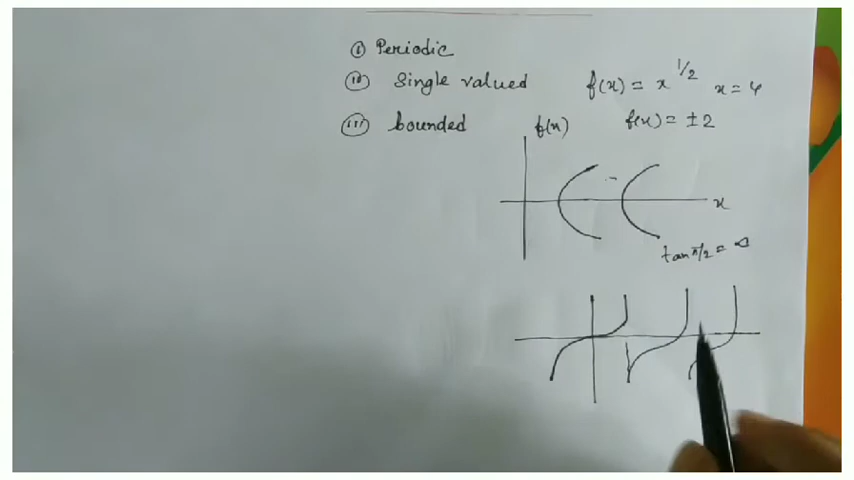 (i) Periodic
(ii) Single valued f(x) = x^1/2 x = 4
(iii) bounded f(x) f(x) = ±2
x
tan π/2 = ∞